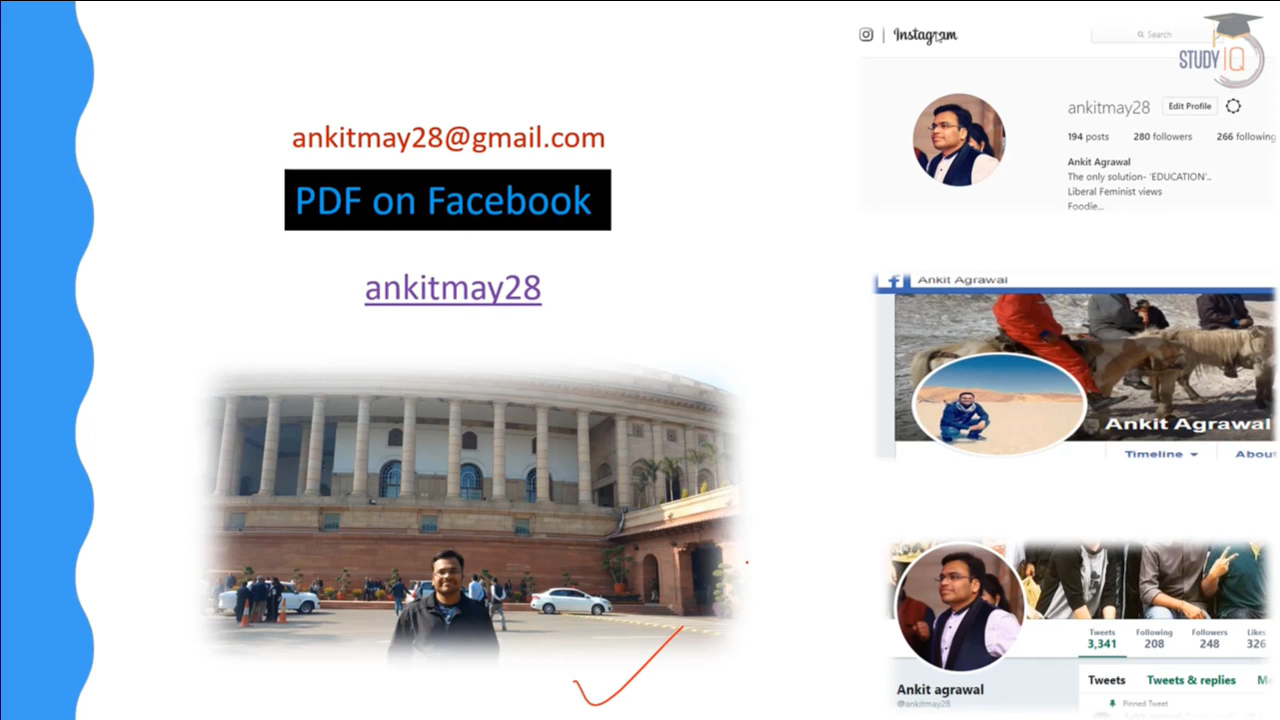 ankitmay28@gmail.com
PDF on Facebook
ankitmay28
Instagram
Search
STUDY IQ
ankitmay28 Edit Profile
194 posts 280 followers 266 following
Ankit Agrawal
The only solution- 'EDUCATION'..
Liberal Feminist views
Foodie...
f Ankit Agrawal
Ankit Agrawal
Timeline About
Tweets Following Followers Likes
3,341 208 248 326
Tweets Tweets & replies
Ankit agrawal
@ankitmay28
Pinned Tweet